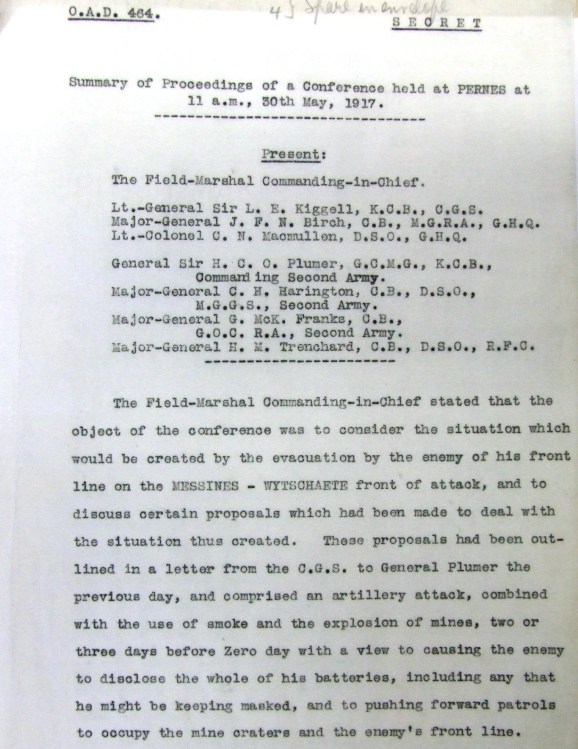 O.A.D. 464.
4 } Spare in envelope
SECRET
Summary of Proceedings of a Conference held at PERNES at
11 a.m., 30th May, 1917.
Present:
The Field-Marshal Commanding-in-Chief.
Lt.-General Sir L. E. Kiggell, K.C.B., C.G.S.
Major-General J. F. N. Birch, C.B., M.G.R.A., G.H.Q.
Lt.-Colonel C. N. Macmullen, D.S.O., G.H.Q.
General Sir H. C. O. Plumer, G.C.M.G., K.C.B.,
Commanding Second Army.
Major-General C. H. Harington, C.B., D.S.O.,
M.G.G.S., Second Army.
Major-General G. McK. Franks, C.B.,
G.O.C. R.A., Second Army.
Major-General H. M. Trenchard, C.B., D.S.O., R.F.C.
The Field-Marshal Commanding-in-Chief stated that the
object of the conference was to consider the situation which
would be created by the evacuation by the enemy of his front
line on the MESSINES - WYTSCHAETE front of attack, and to
discuss certain proposals which had been made to deal with
the situation thus created. These proposals had been out-
lined in a letter from the C.G.S. to General Plumer the
previous day, and comprised an artillery attack, combined
with the use of smoke and the explosion of mines, two or
three days before Zero day with a view to causing the enemy
to disclose the whole of his batteries, including any that
he might be keeping masked, and to pushing forward patrols
to occupy the mine craters and the enemy's front line.